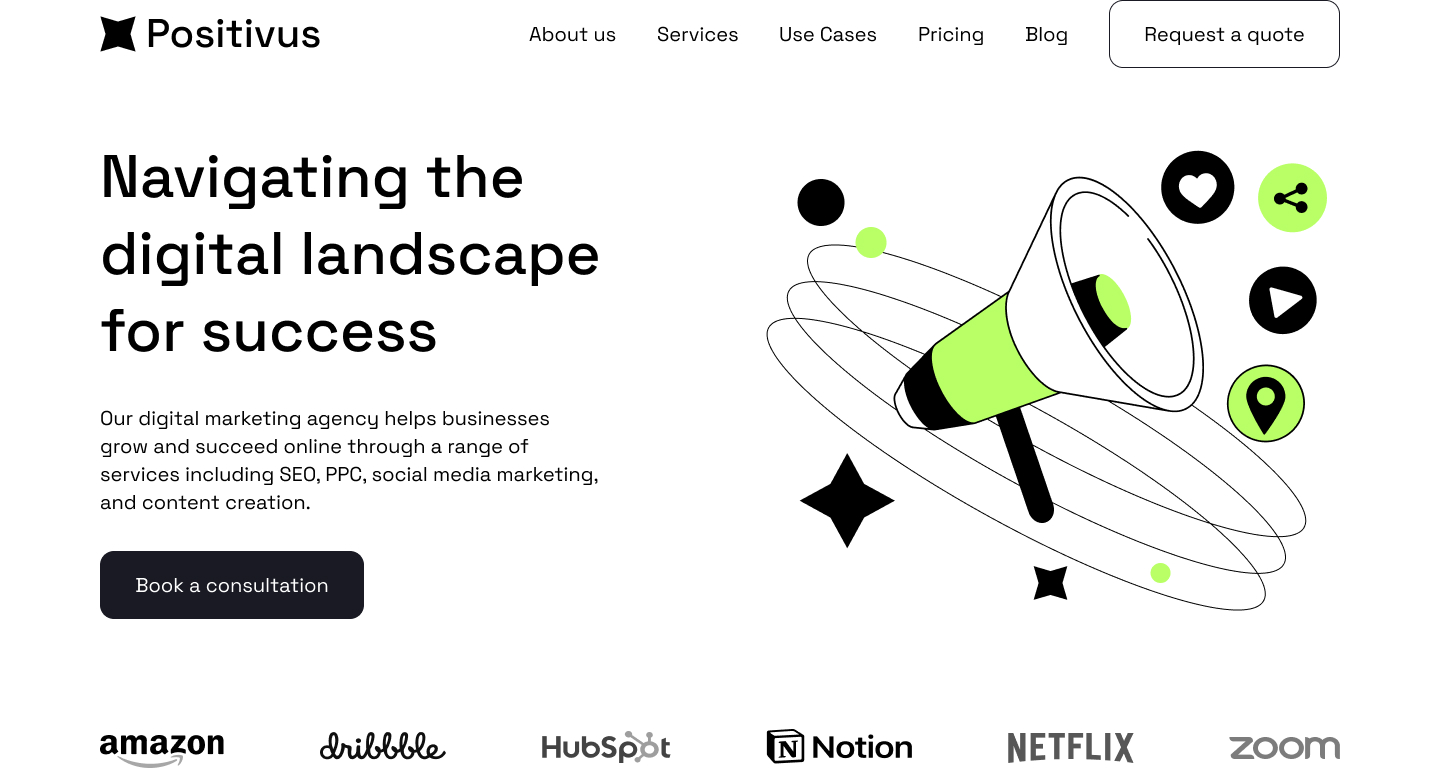 Positivus
About us
Services
Use Cases
Pricing
Blog
Request a quote
Navigating the
digital landscape
for success
Our digital marketing agency helps businesses
grow and succeed online through a range of
services including SEO, PPC, social media marketing,
and content creation.
Book a consultation
amazon
dribbble
HubSpot
Notion
NETFLIX
zoom